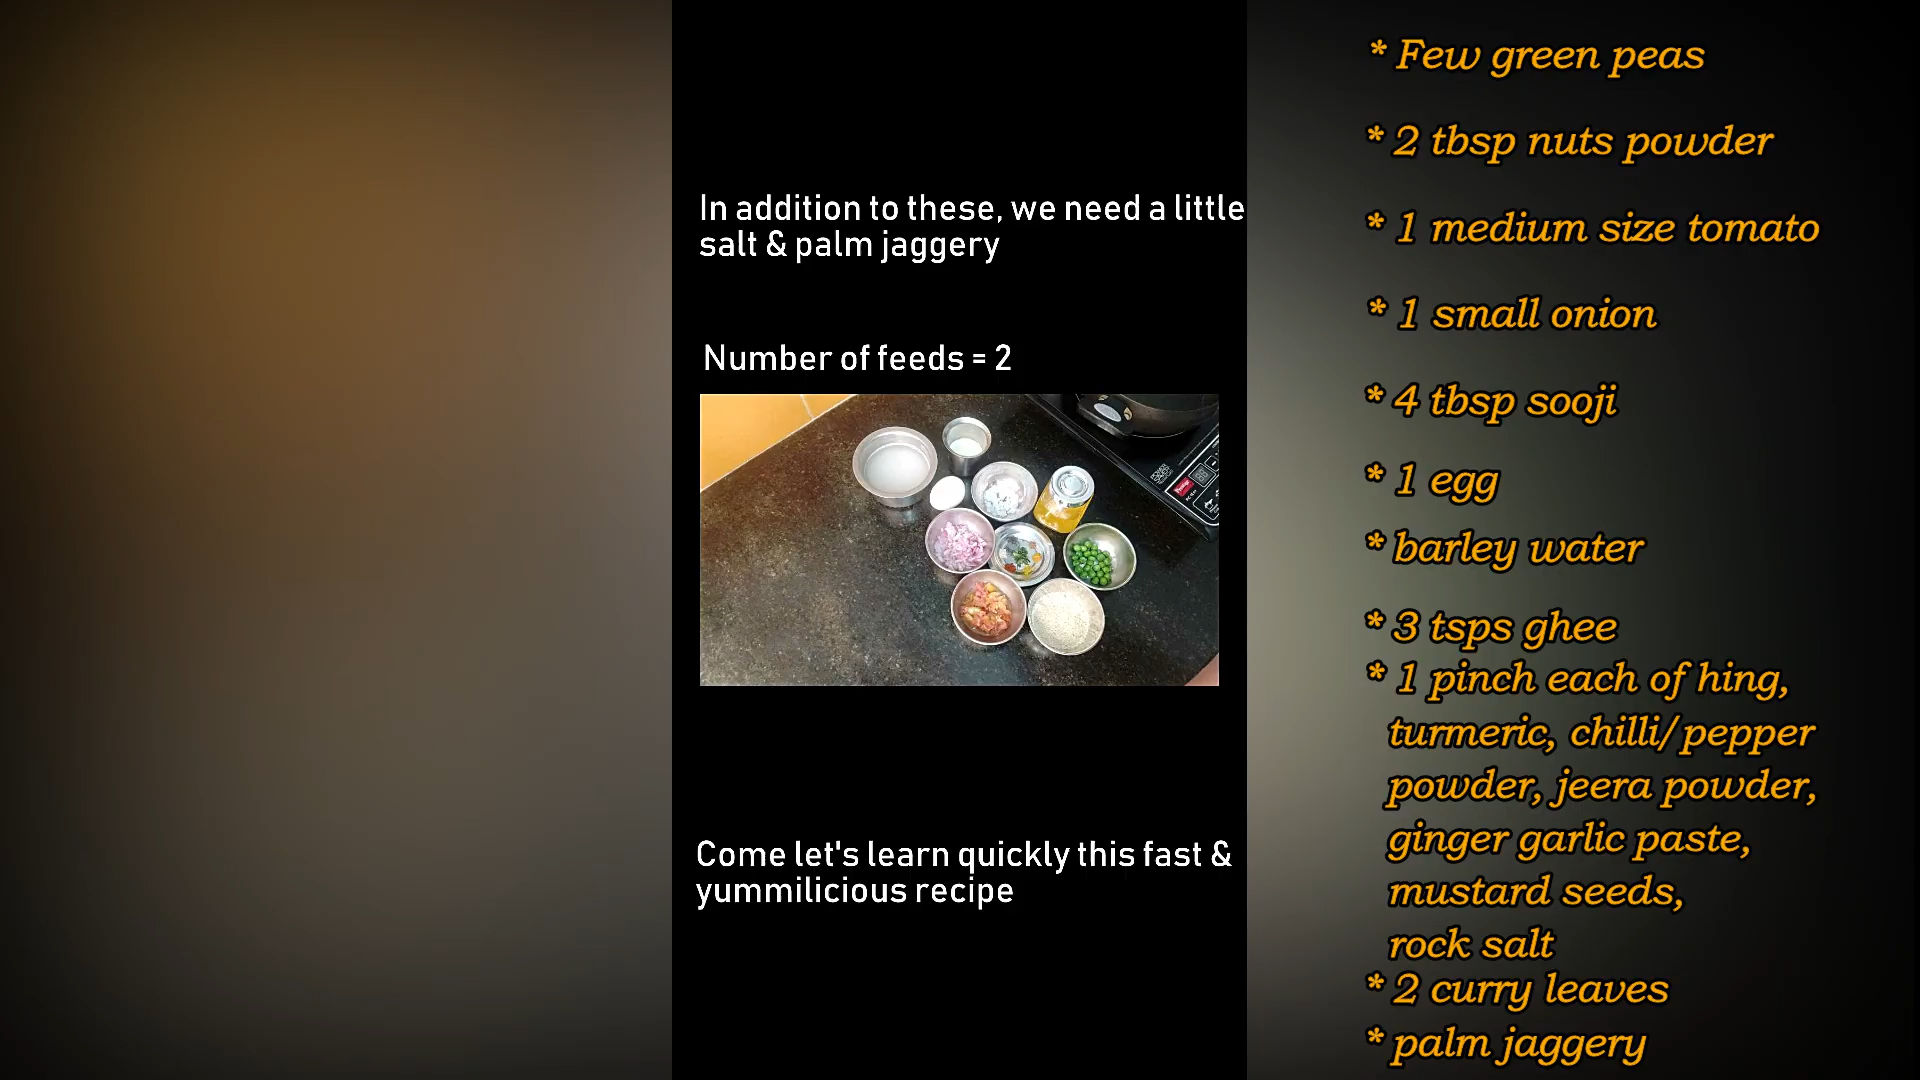 In addition to these, we need a little
salt & palm jaggery
Number of feeds = 2
Come let's learn quickly this fast &
yummilicious recipe
* Few green peas
* 2 tbsp nuts powder
* 1 medium size tomato
* 1 small onion
* 4 tbsp sooji
* 1 egg
* barley water
* 3 tsps ghee
* 1 pinch each of hing,
turmeric, chilli/pepper
powder, jeera powder,
ginger garlic paste,
mustard seeds,
rock salt
* 2 curry leaves
* palm jaggery